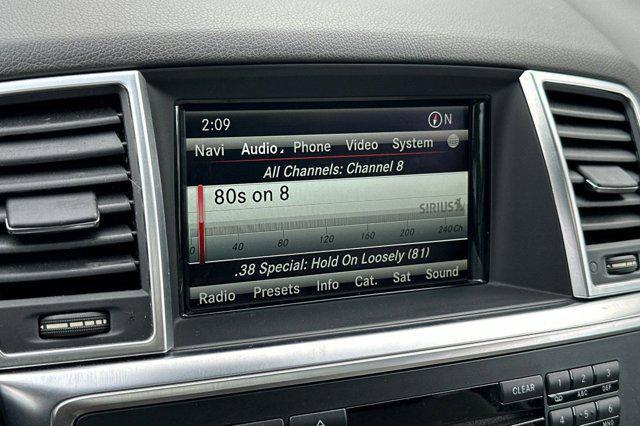 2:09 N
Navi Audio Phone Video System
All Channels: Channel 8
80s on 8
SIRIUS
0 40 80 120 160 200 240 Ch
.38 Special: Hold On Loosely (81)
Radio Presets Info Cat. Sat Sound
CLEAR 1 2 ABC 3 DEF
MNO 4 5 6